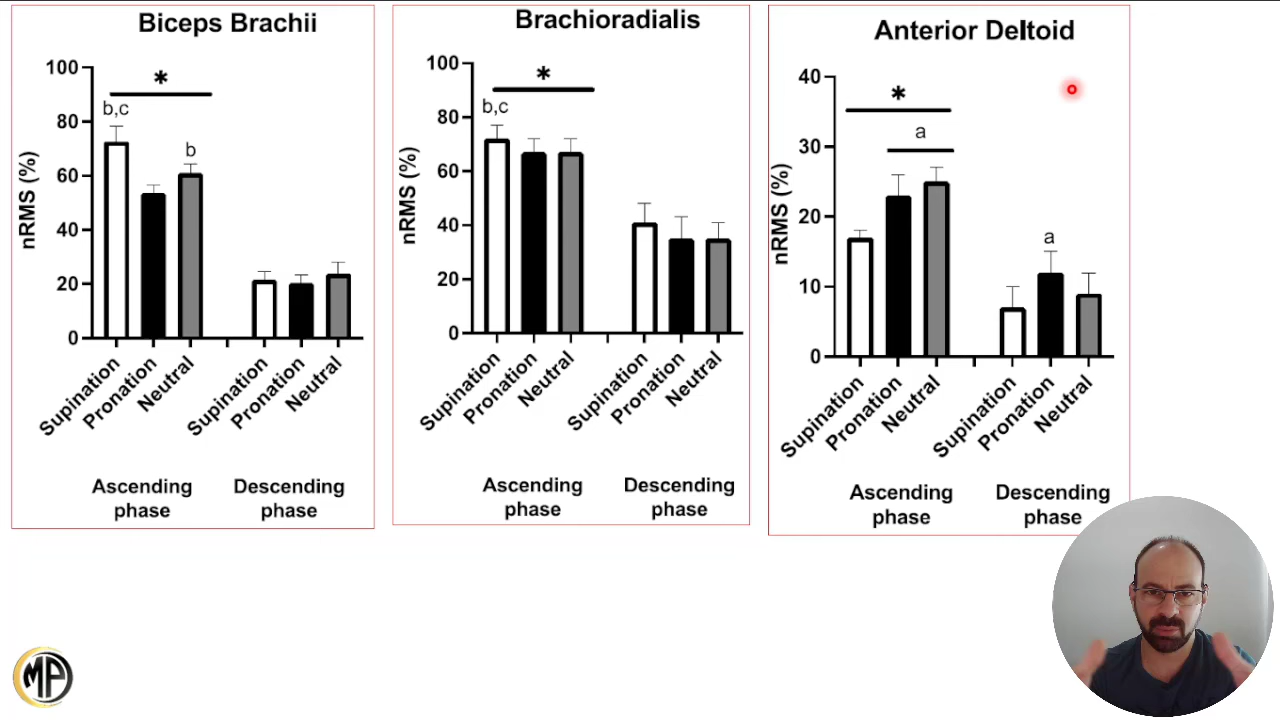 Biceps Brachii
100
80
60
40
20
0
nRMS (%)
*
b,c
b
Supination
Pronation
Neutral
Supination
Pronation
Neutral
Ascending
phase
Descending
phase
Brachioradialis
100
80
60
40
20
0
nRMS (%)
*
b,c
Supination
Pronation
Neutral
Supination
Pronation
Neutral
Ascending
phase
Descending
phase
Anterior Deltoid
40
30
20
10
0
nRMS (%)
*
a
a
Supination
Pronation
Neutral
Supination
Pronation
Neutral
Ascending
phase
Descending
phase
MP